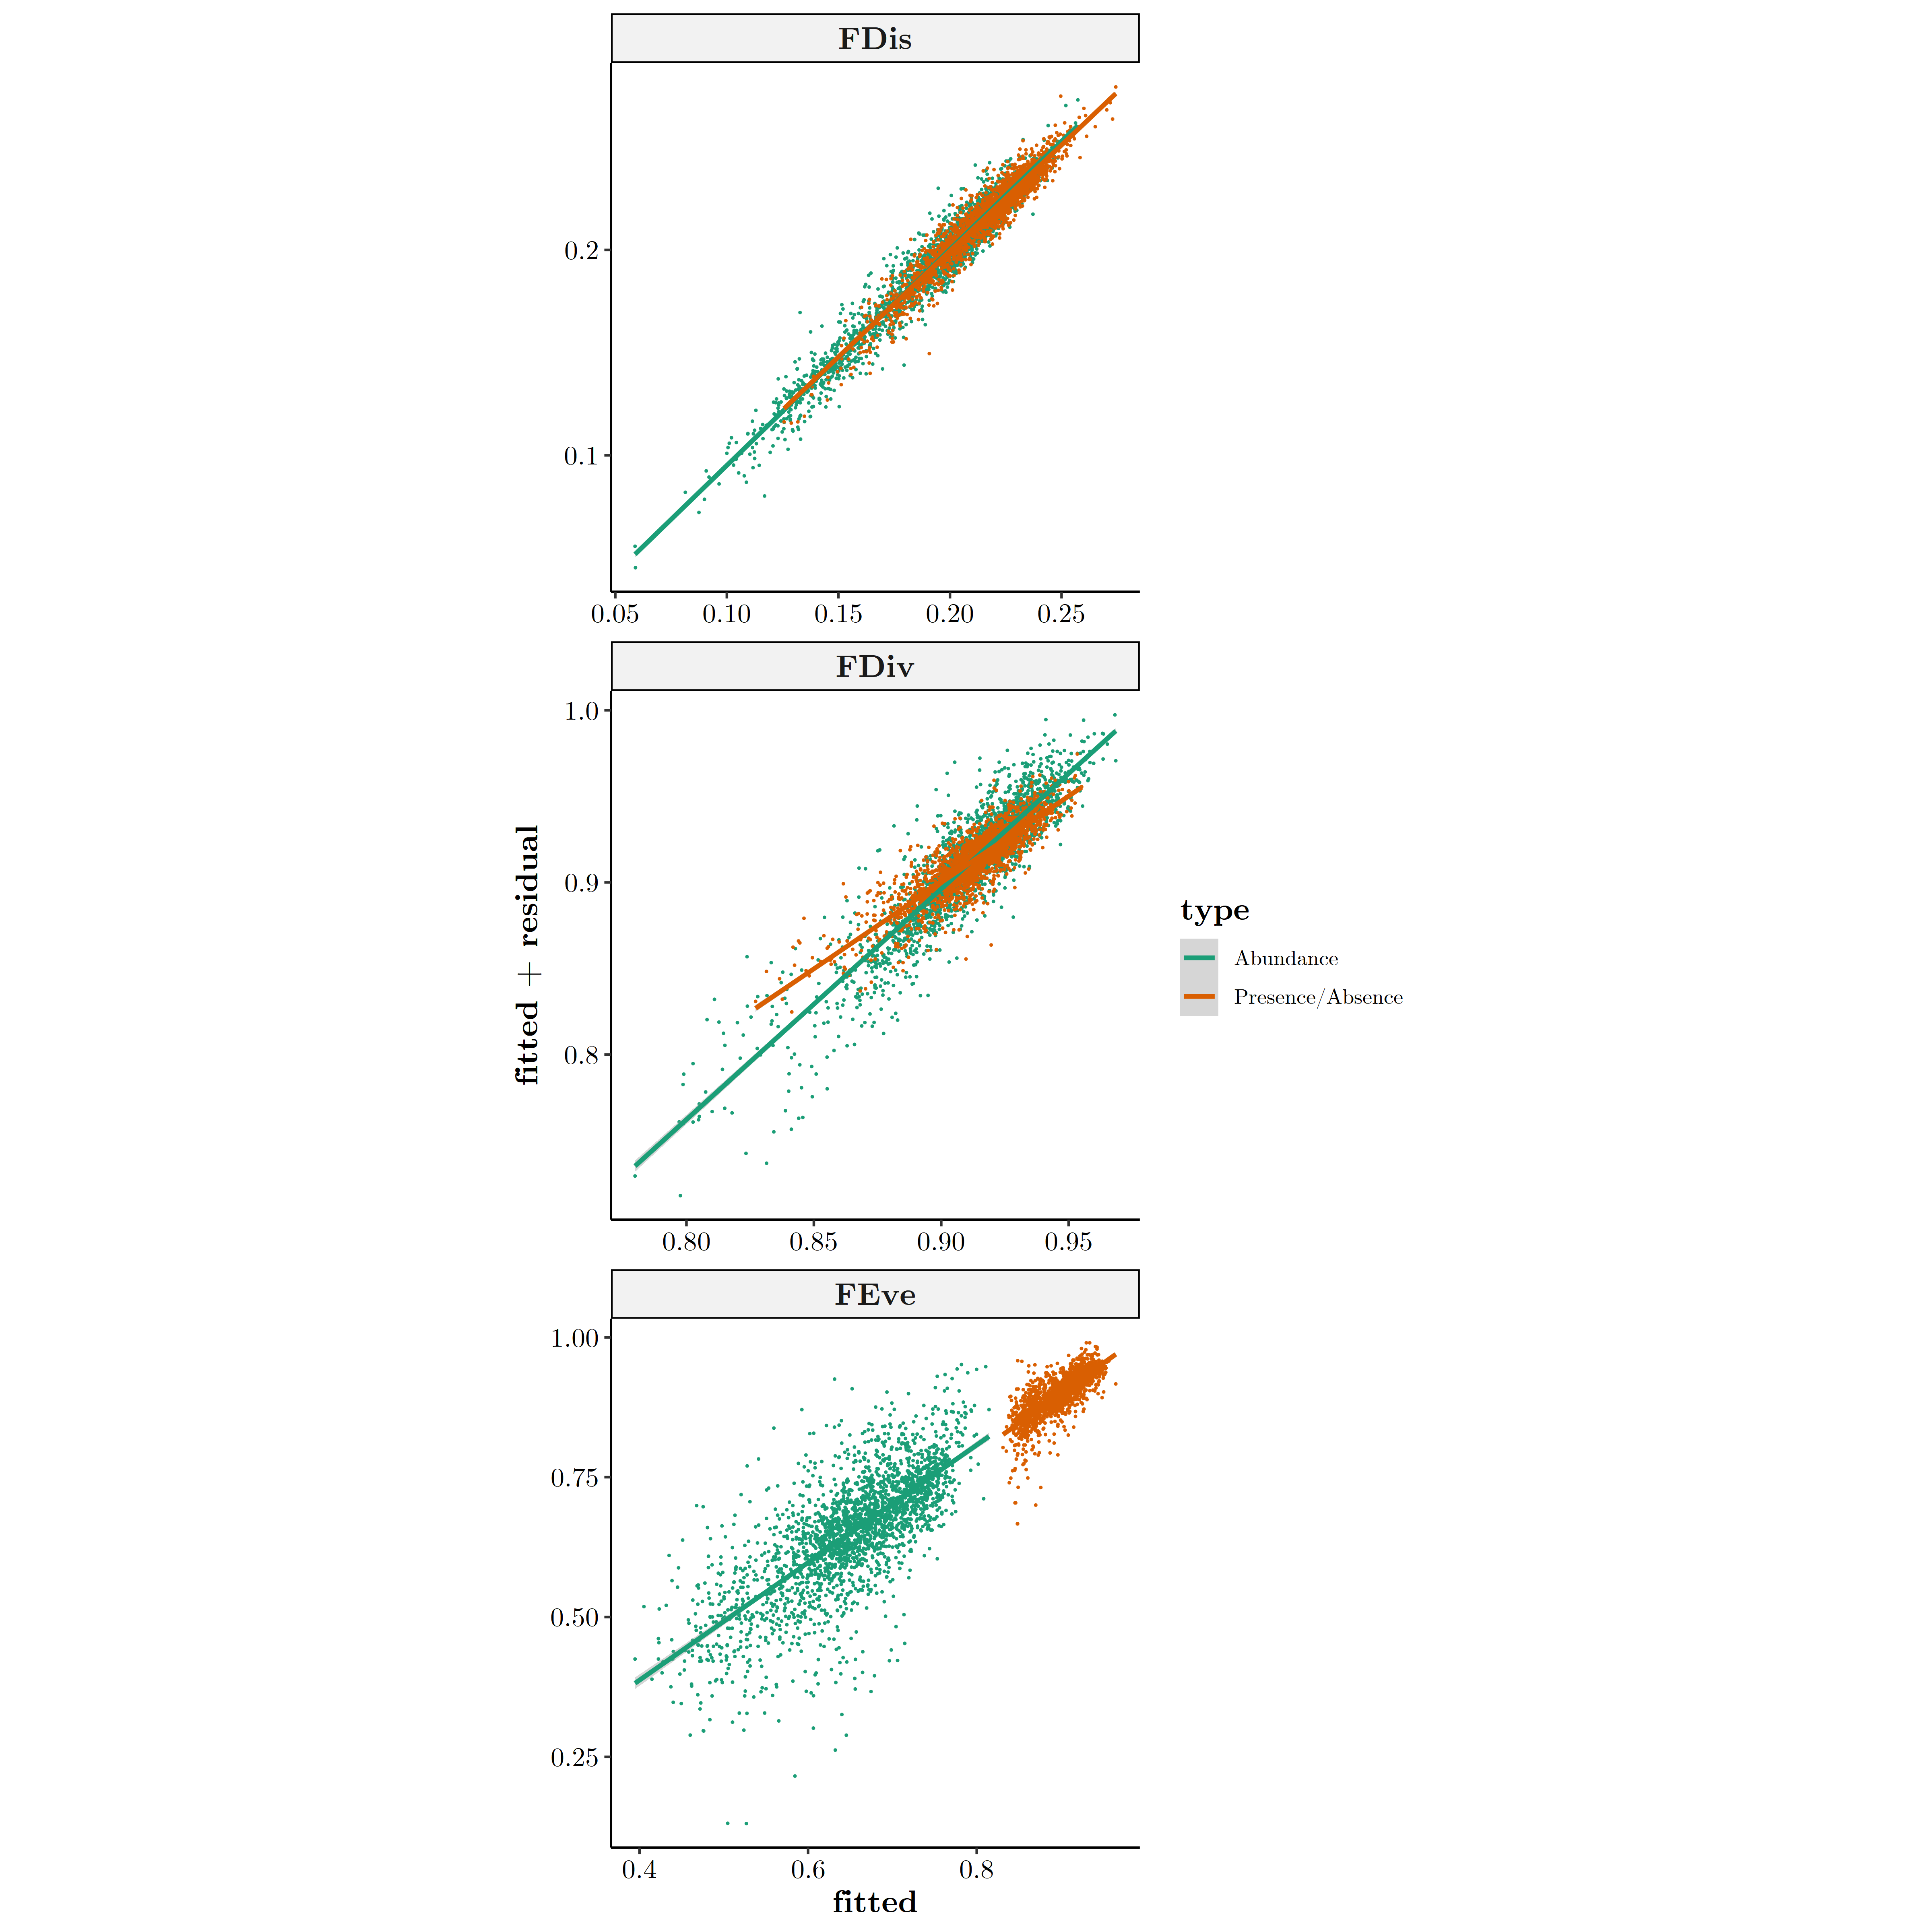 FDis
0.2
0.1
0.05 0.10 0.15 0.20 0.25
FDiv
1.0
0.9
0.8
0.80 0.85 0.90 0.95
fitted + residual
type
Abundance
Presence/Absence
FEve
1.00
0.75
0.50
0.25
0.4 0.6 0.8
fitted